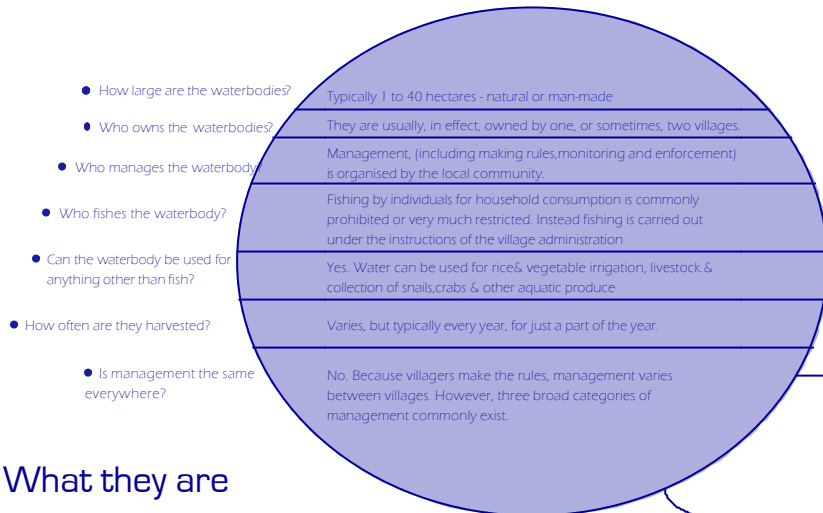 How large are the waterbodies?
Typically 1 to 40 hectares - natural or man-made
Who owns the waterbodies?
They are usually, in effect, owned by one, or sometimes, two villages.
Who manages the waterbody?
Management, (including making rules,monitoring and enforcement)
is organised by the local community.
Who fishes the waterbody?
Fishing by individuals for household consumption is commonly
prohibited or very much restricted. Instead fishing is carried out
under the instructions of the village administration
Can the waterbody be used for
anything other than fish?
Yes. Water can be used for rice& vegetable irrigation, livestock.&
collection of snails,crabs & other aquatic produce
How often are they harvested?
Varies, but typically every year, for just a part of the year.
Is management the same
everywhere?
No. Because villagers make the rules, management varies
between villages. However, three broad categories of
management commonly exist.
What they are